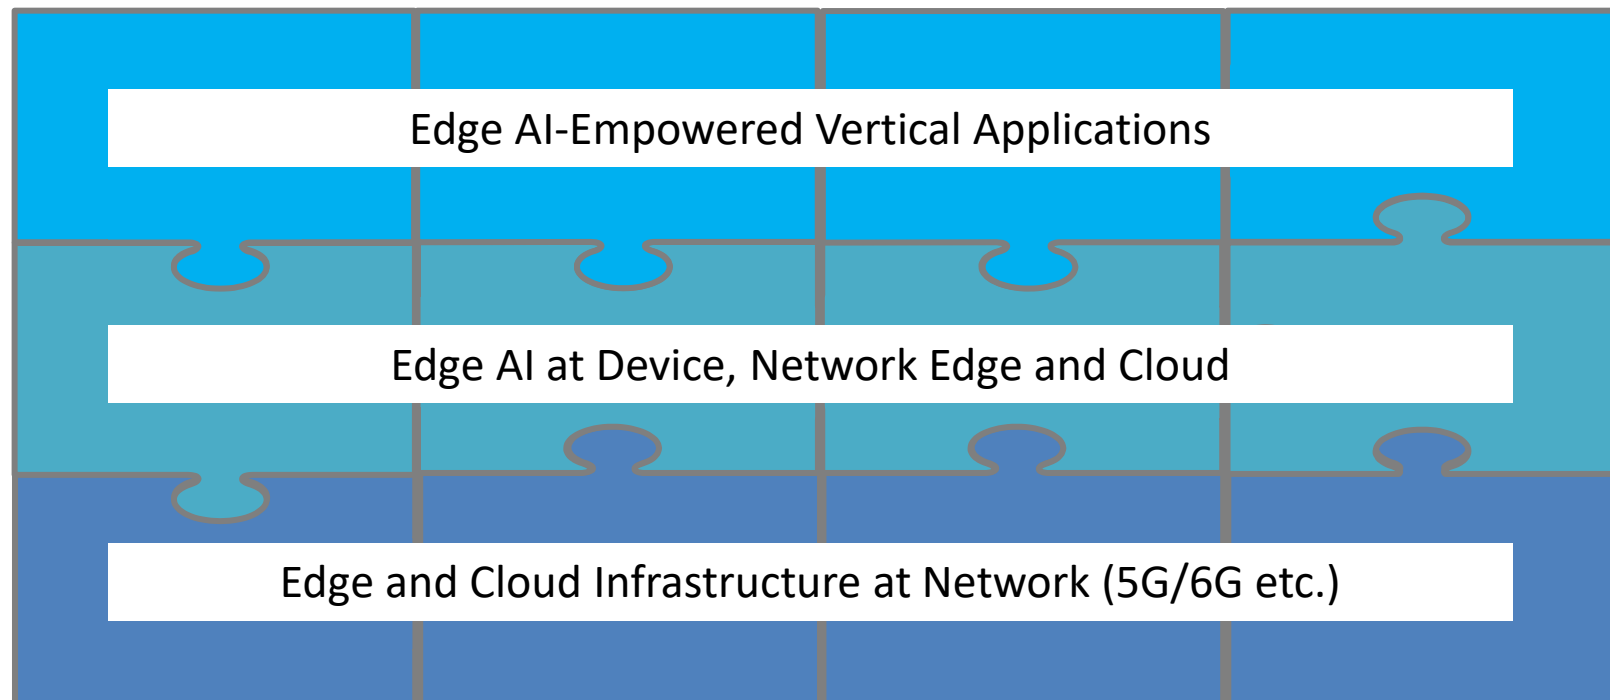 Edge AI-Empowered Vertical Applications
Edge AI at Device, Network Edge and Cloud
Edge and Cloud Infrastructure at Network (5G/6G etc.)